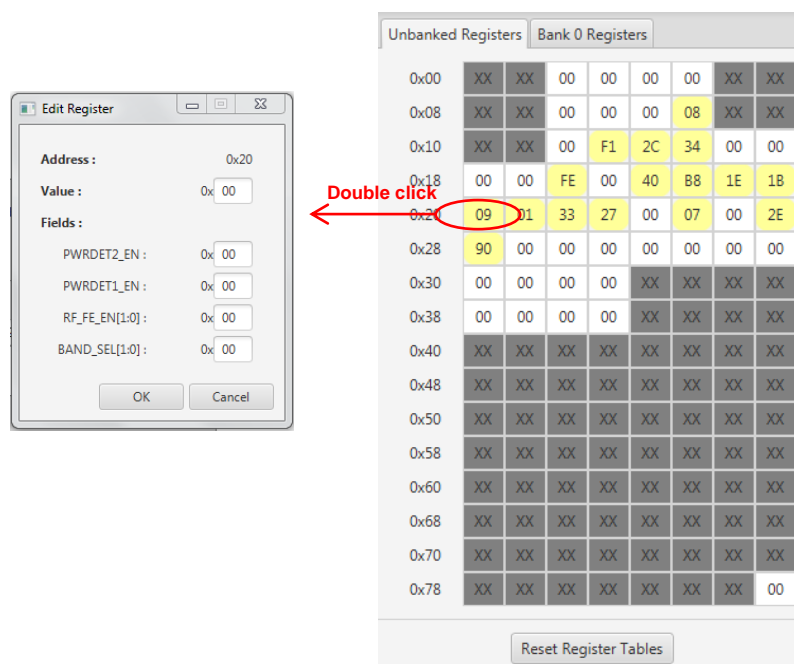 Unbanked Registers Bank 0 Registers
0x00 XX XX 00 00 00 00 XX XX
0x08 XX XX 00 00 00 08 XX XX
0x10 XX XX 00 F1 2C 34 00 00
0x18 00 00 FE 00 40 B8 1E 1B
0x20 09 01 33 27 00 07 00 2E
0x28 90 00 00 00 00 00 00 00
0x30 00 00 00 00 XX XX XX XX
0x38 00 00 00 00 XX XX XX XX
0x40 XX XX XX XX XX XX XX XX
0x48 XX XX XX XX XX XX XX XX
0x50 XX XX XX XX XX XX XX XX
0x58 XX XX XX XX XX XX XX XX
0x60 XX XX XX XX XX XX XX XX
0x68 XX XX XX XX XX XX XX XX
0x70 XX XX XX XX XX XX XX XX
0x78 XX XX XX XX XX XX XX 00
Reset Register Tables
Double click
Edit Register
Address : 0x20
Value : 0x 00
Fields :
PWRDET2_EN : 0x 00
PWRDET1_EN : 0x 00
RF_FE_EN[1:0] : 0x 00
BAND_SEL[1:0] : 0x 00
OK Cancel